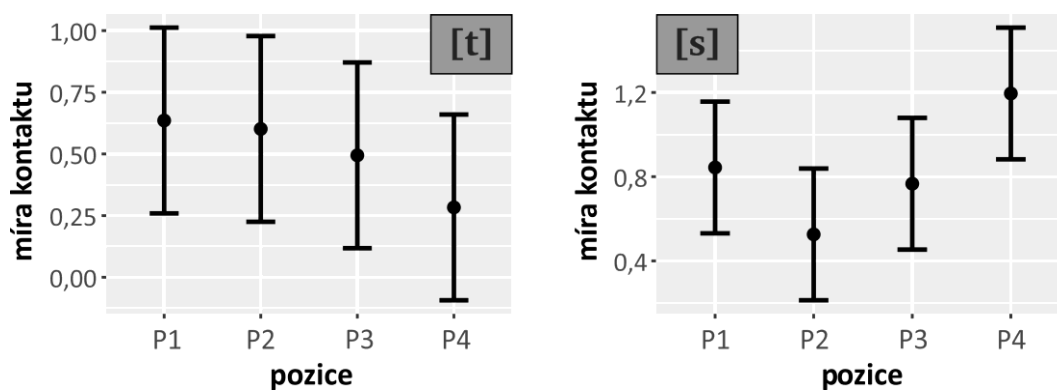 [t]
míra kontaktu
1,00
0,75
0,50
0,25
0,00
P1 P2 P3 P4
pozice
[s]
míra kontaktu
1,2
0,8
0,4
P1 P2 P3 P4
pozice